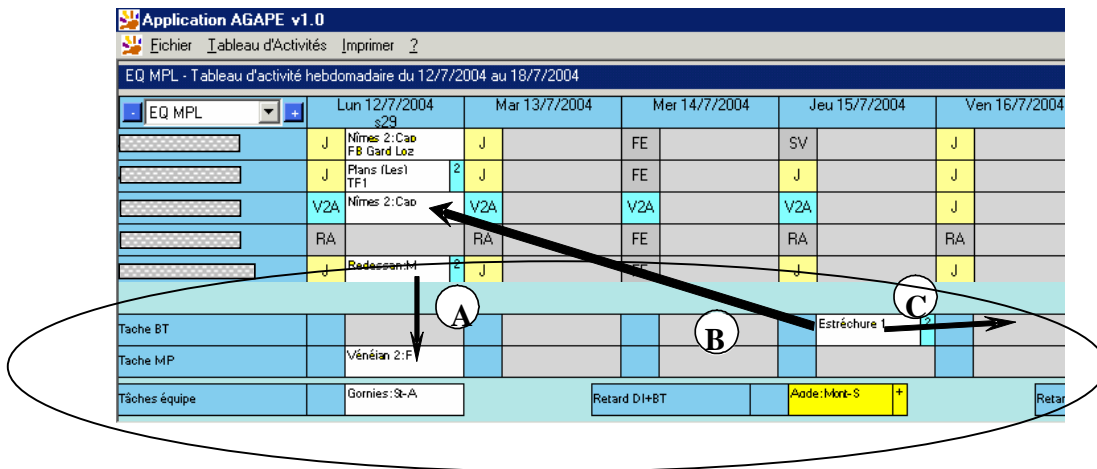 Application AGAPE v1.0
Fichier Tableau d'Activités Imprimer ?
EQ MPL - Tableau d'activité hebdomadaire du 12/7/2004 au 18/7/2004
- EQ MPL + Lun 12/7/2004 Mar 13/7/2004 Mer 14/7/2004 Jeu 15/7/2004 Ven 16/7/2004
s29
J Nîmes 2:Cap J FE SV J
FB Gard Loz
J Plans (Les) 2 J FE J J
TF1
V2A Nîmes 2:Cap V2A V2A V2A J
RA RA FE RA RA
J Redessan:M 2 J FE J J
A B C
Tache BT Estréchure 1 2
Tache MP Vénéjan 2:F
Tâches équipe Gornies:St-A Retard DI+BT Agde:Mont-S + Retar